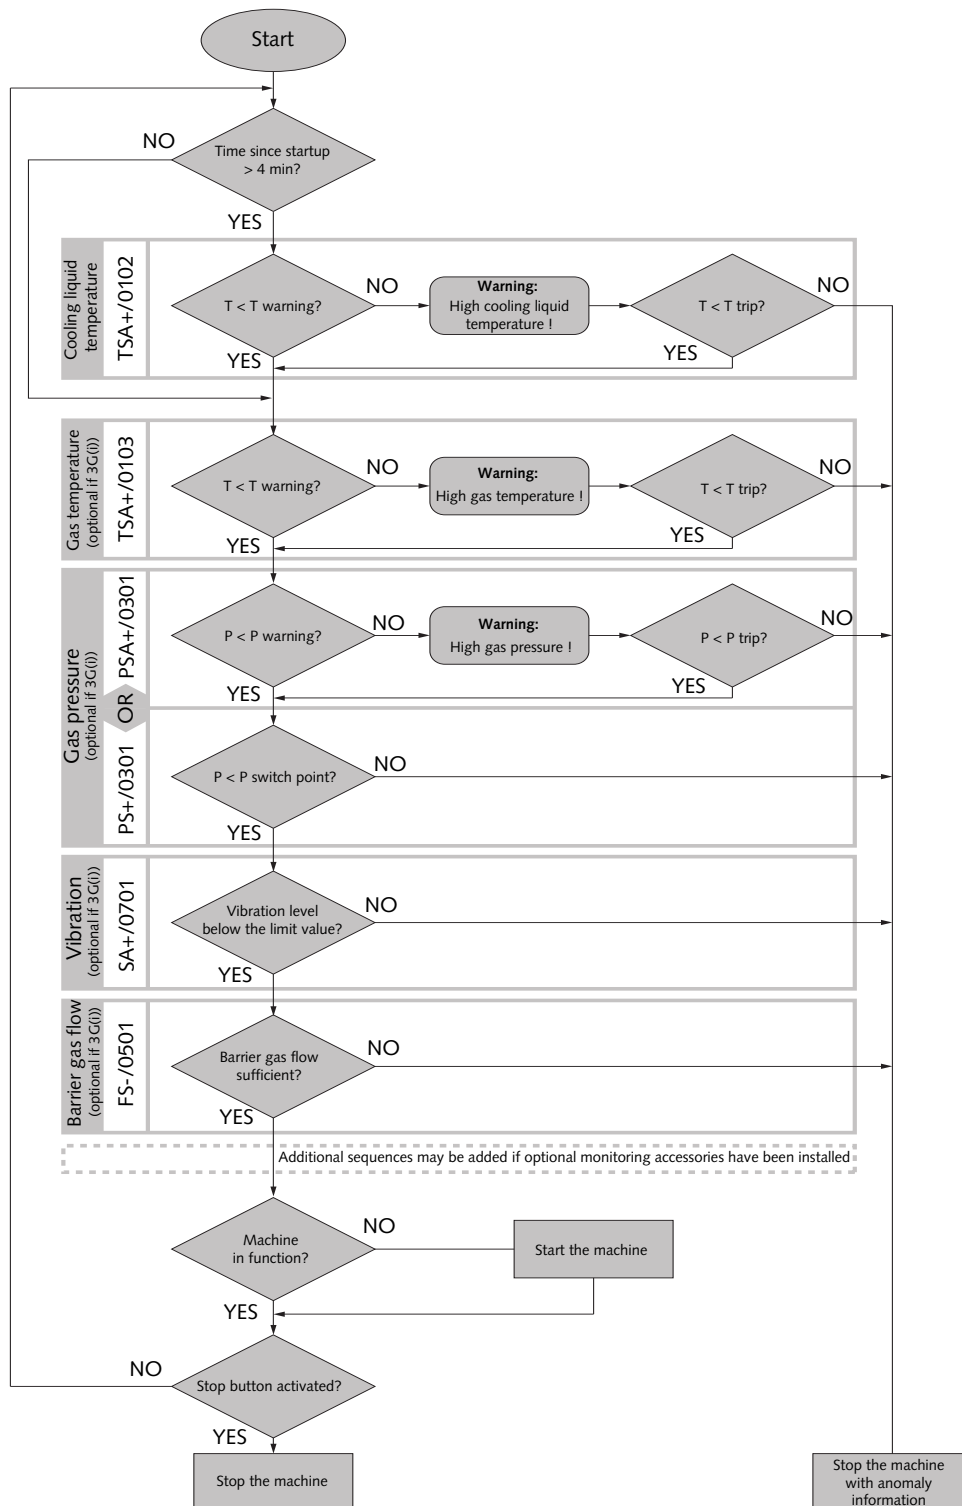 Start
NO
Time since startup
> 4 min?
YES
Cooling liquid
temperature
TSA+/0102
T < T warning?
NO
Warning:
High cooling liquid
temperature !
T < T trip?
NO
YES
YES
Gas temperature
(optional if 3G(i))
TSA+/0103
T < T warning?
NO
Warning:
High gas temperature !
T < T trip?
NO
YES
YES
Gas pressure
(optional if 3G(i))
PSA+/0301
OR
PS+/0301
P < P warning?
NO
Warning:
High gas pressure !
P < P trip?
NO
YES
YES
P < P switch point?
NO
YES
Vibration
(optional if 3G(i))
SA+/0701
Vibration level
below the limit value?
NO
YES
Barrier gas flow
(optional if 3G(i))
FS-/0501
Barrier gas flow
sufficient?
NO
YES
Additional sequences may be added if optional monitoring accessories have been installed
Machine
in function?
NO
Start the machine
YES
NO
Stop button activated?
YES
Stop the machine
Stop the machine
with anomaly
information